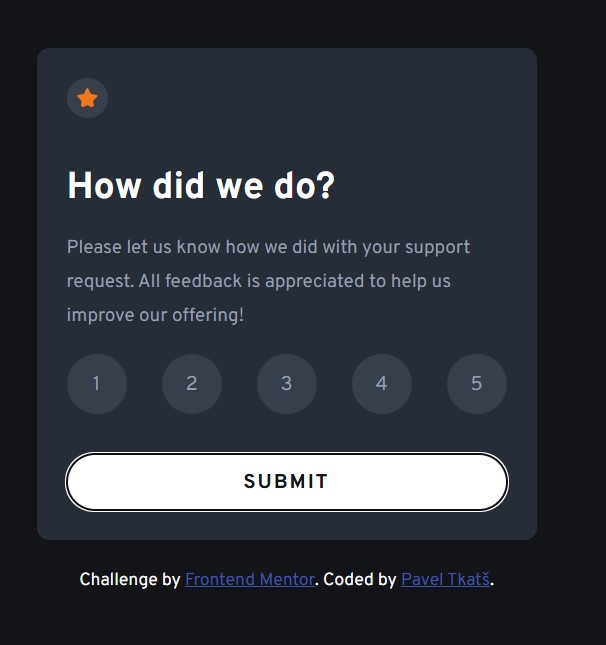 How did we do?
Please let us know how we did with your support
request. All feedback is appreciated to help us
improve our offering!
1 2 3 4 5
SUBMIT
Challenge by Frontend Mentor. Coded by Pavel Tkatš.